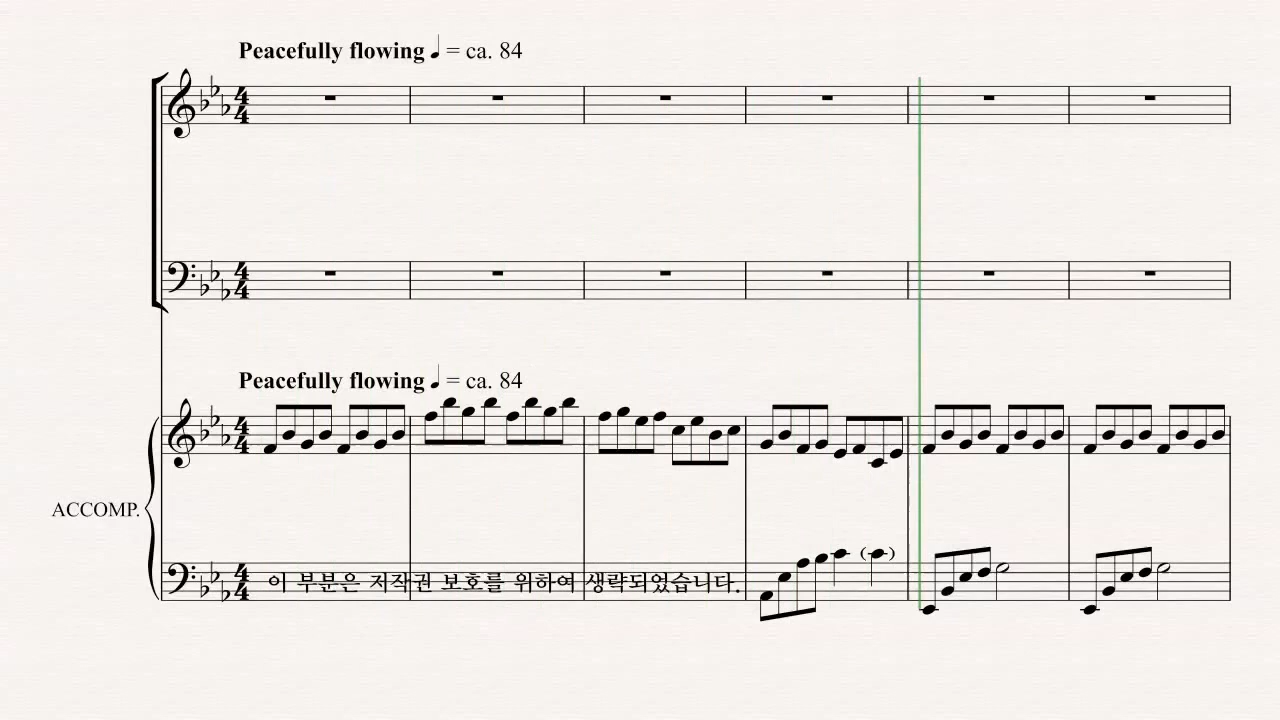 Peacefully flowing ♩ = ca. 84
Peacefully flowing ♩ = ca. 84
ACCOMP.
이 부분은 저작권 보호를 위하여 생략되었습니다.